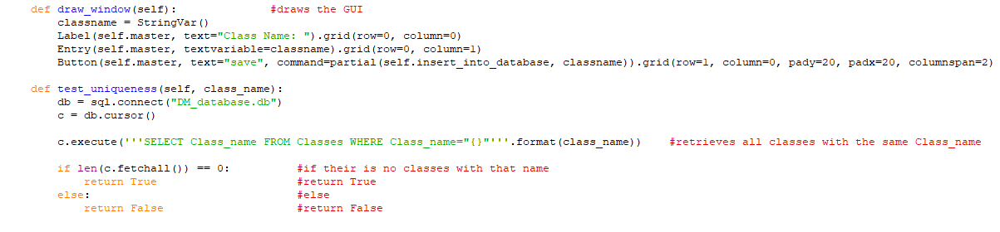 def draw_window(self):              #draws the GUI
    classname = StringVar()
    Label(self.master, text="Class Name: ").grid(row=0, column=0)
    Entry(self.master, textvariable=classname).grid(row=0, column=1)
    Button(self.master, text="save", command=partial(self.insert_into_database, classname)).grid(row=1, column=0, pady=20, padx=20, columnspan=2)
def test_uniqueness(self, class_name):
    db = sql.connect("DM_database.db")
    c = db.cursor()
    c.execute('''SELECT Class_name FROM Classes WHERE Class_name="{}"'''.format(class_name))    #retrieves all classes with the same Class_name
    if len(c.fetchall()) == 0:          #if their is no classes with that name
        return True                     #return True
    else:                               #else
        return False                    #return False